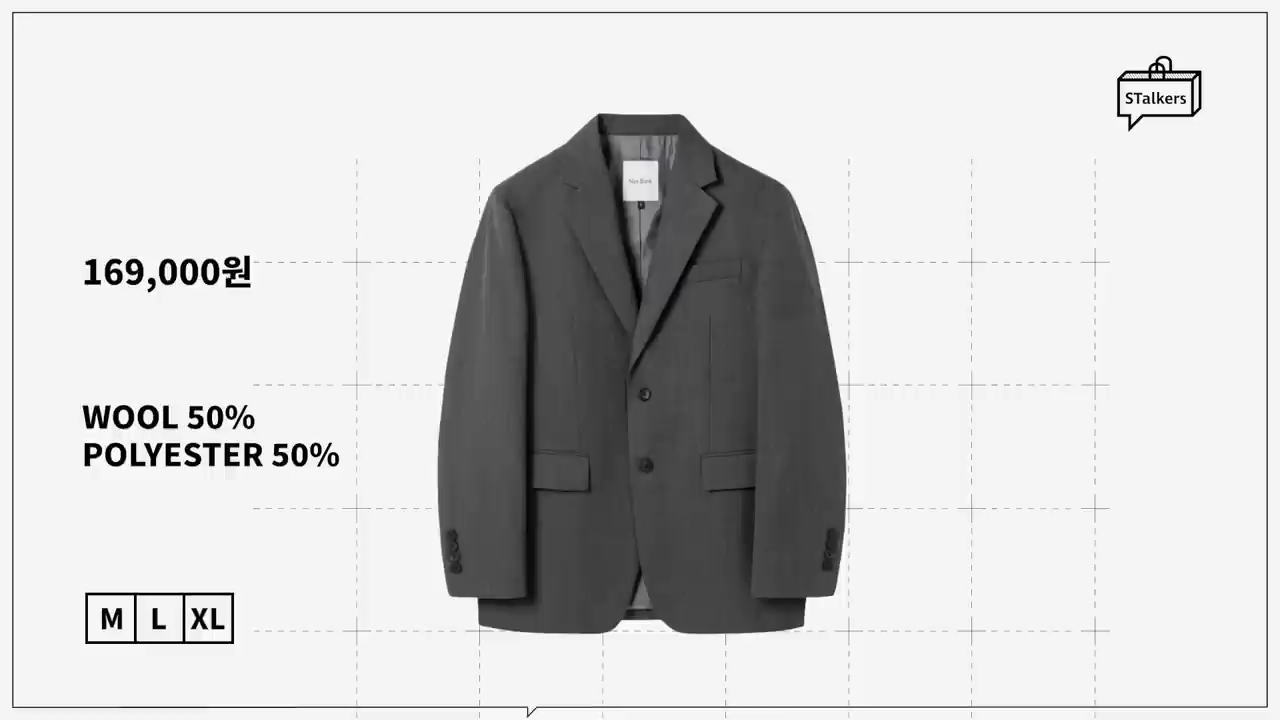 STalkers
169,000원
WOOL 50%
POLYESTER 50%
M L XL